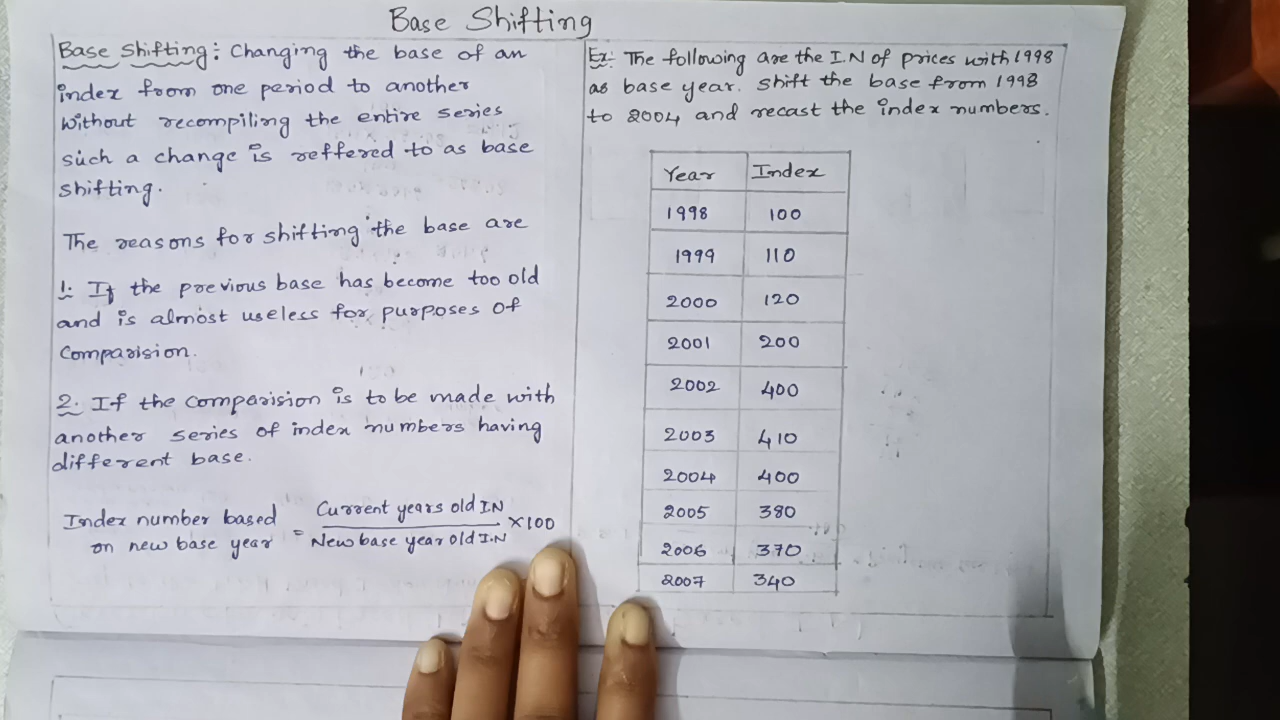 Base Shifting
Base Shifting: Changing the base of an
index from one period to another
without recompiling the entire series
such a change is reffered to as base
shifting.
The reasons for shifting the base are
1. If the previous base has become too old
and is almost useless for purposes of
Comparision.
2. If the comparision is to be made with
another series of index numbers having
different base.
Index number based on new base year = Current years old IN / New base year old I.N × 100
Ex: The following are the I.N of prices with 1998
as base year. Shift the base from 1998
to 2004 and recast the index numbers.
Year Index
1998 100
1999 110
2000 120
2001 200
2002 400
2003 410
2004 400
2005 380
2006 370
2007 340